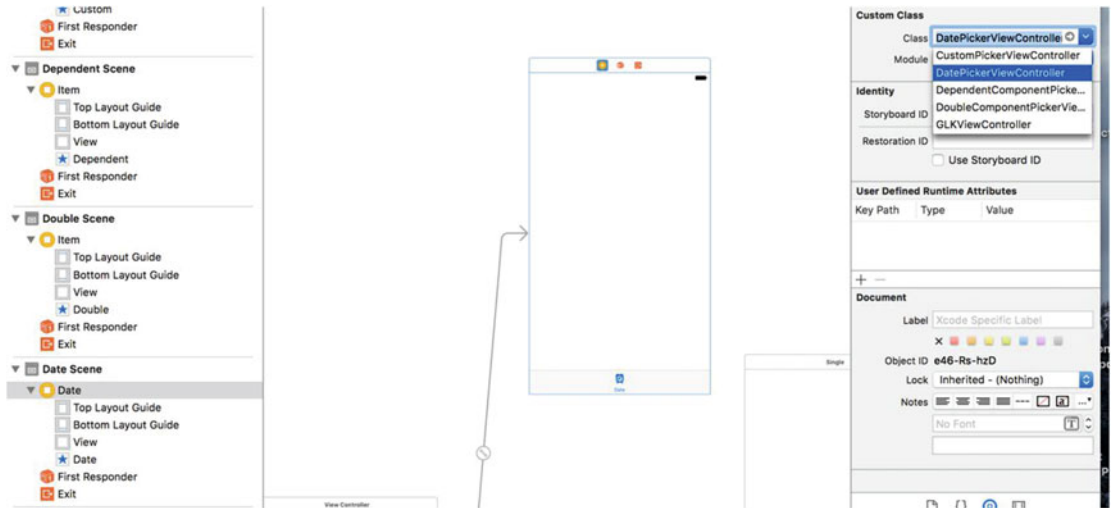 Custom
First Responder
Exit
Dependent Scene
Item
Top Layout Guide
Bottom Layout Guide
View
Dependent
First Responder
Exit
Double Scene
Item
Top Layout Guide
Bottom Layout Guide
View
Double
First Responder
Exit
Date Scene
Date
Top Layout Guide
Bottom Layout Guide
View
Date
First Responder
Exit
Date
Single
View Controller
Custom Class
Class DatePickerViewController
Module
CustomPickerViewController
DatePickerViewController
DependentComponentPicke...
DoubleComponentPickerVie...
GLKViewController
Identity
Storyboard ID
Restoration ID
Use Storyboard ID
User Defined Runtime Attributes
Key Path Type Value
Document
Label Xcode Specific Label
Object ID e46-Rs-hzD
Lock Inherited - (Nothing)
Notes
No Font